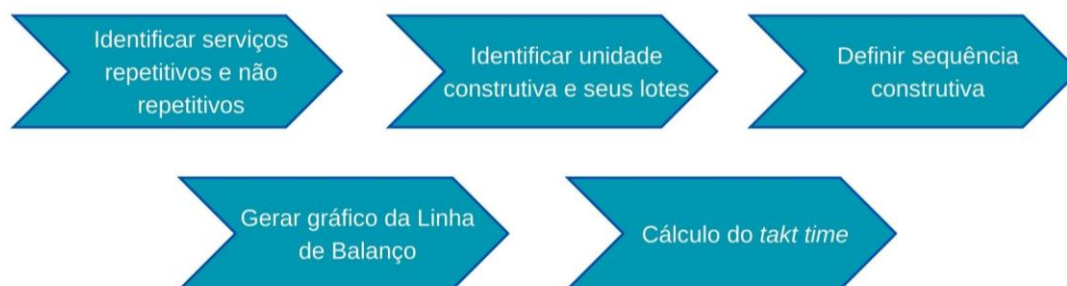 Identificar serviços
repetitivos e não
repetitivos
Identificar unidade
construtiva e seus lotes
Definir sequência
construtiva
Gerar gráfico da Linha
de Balanço
Cálculo do takt time